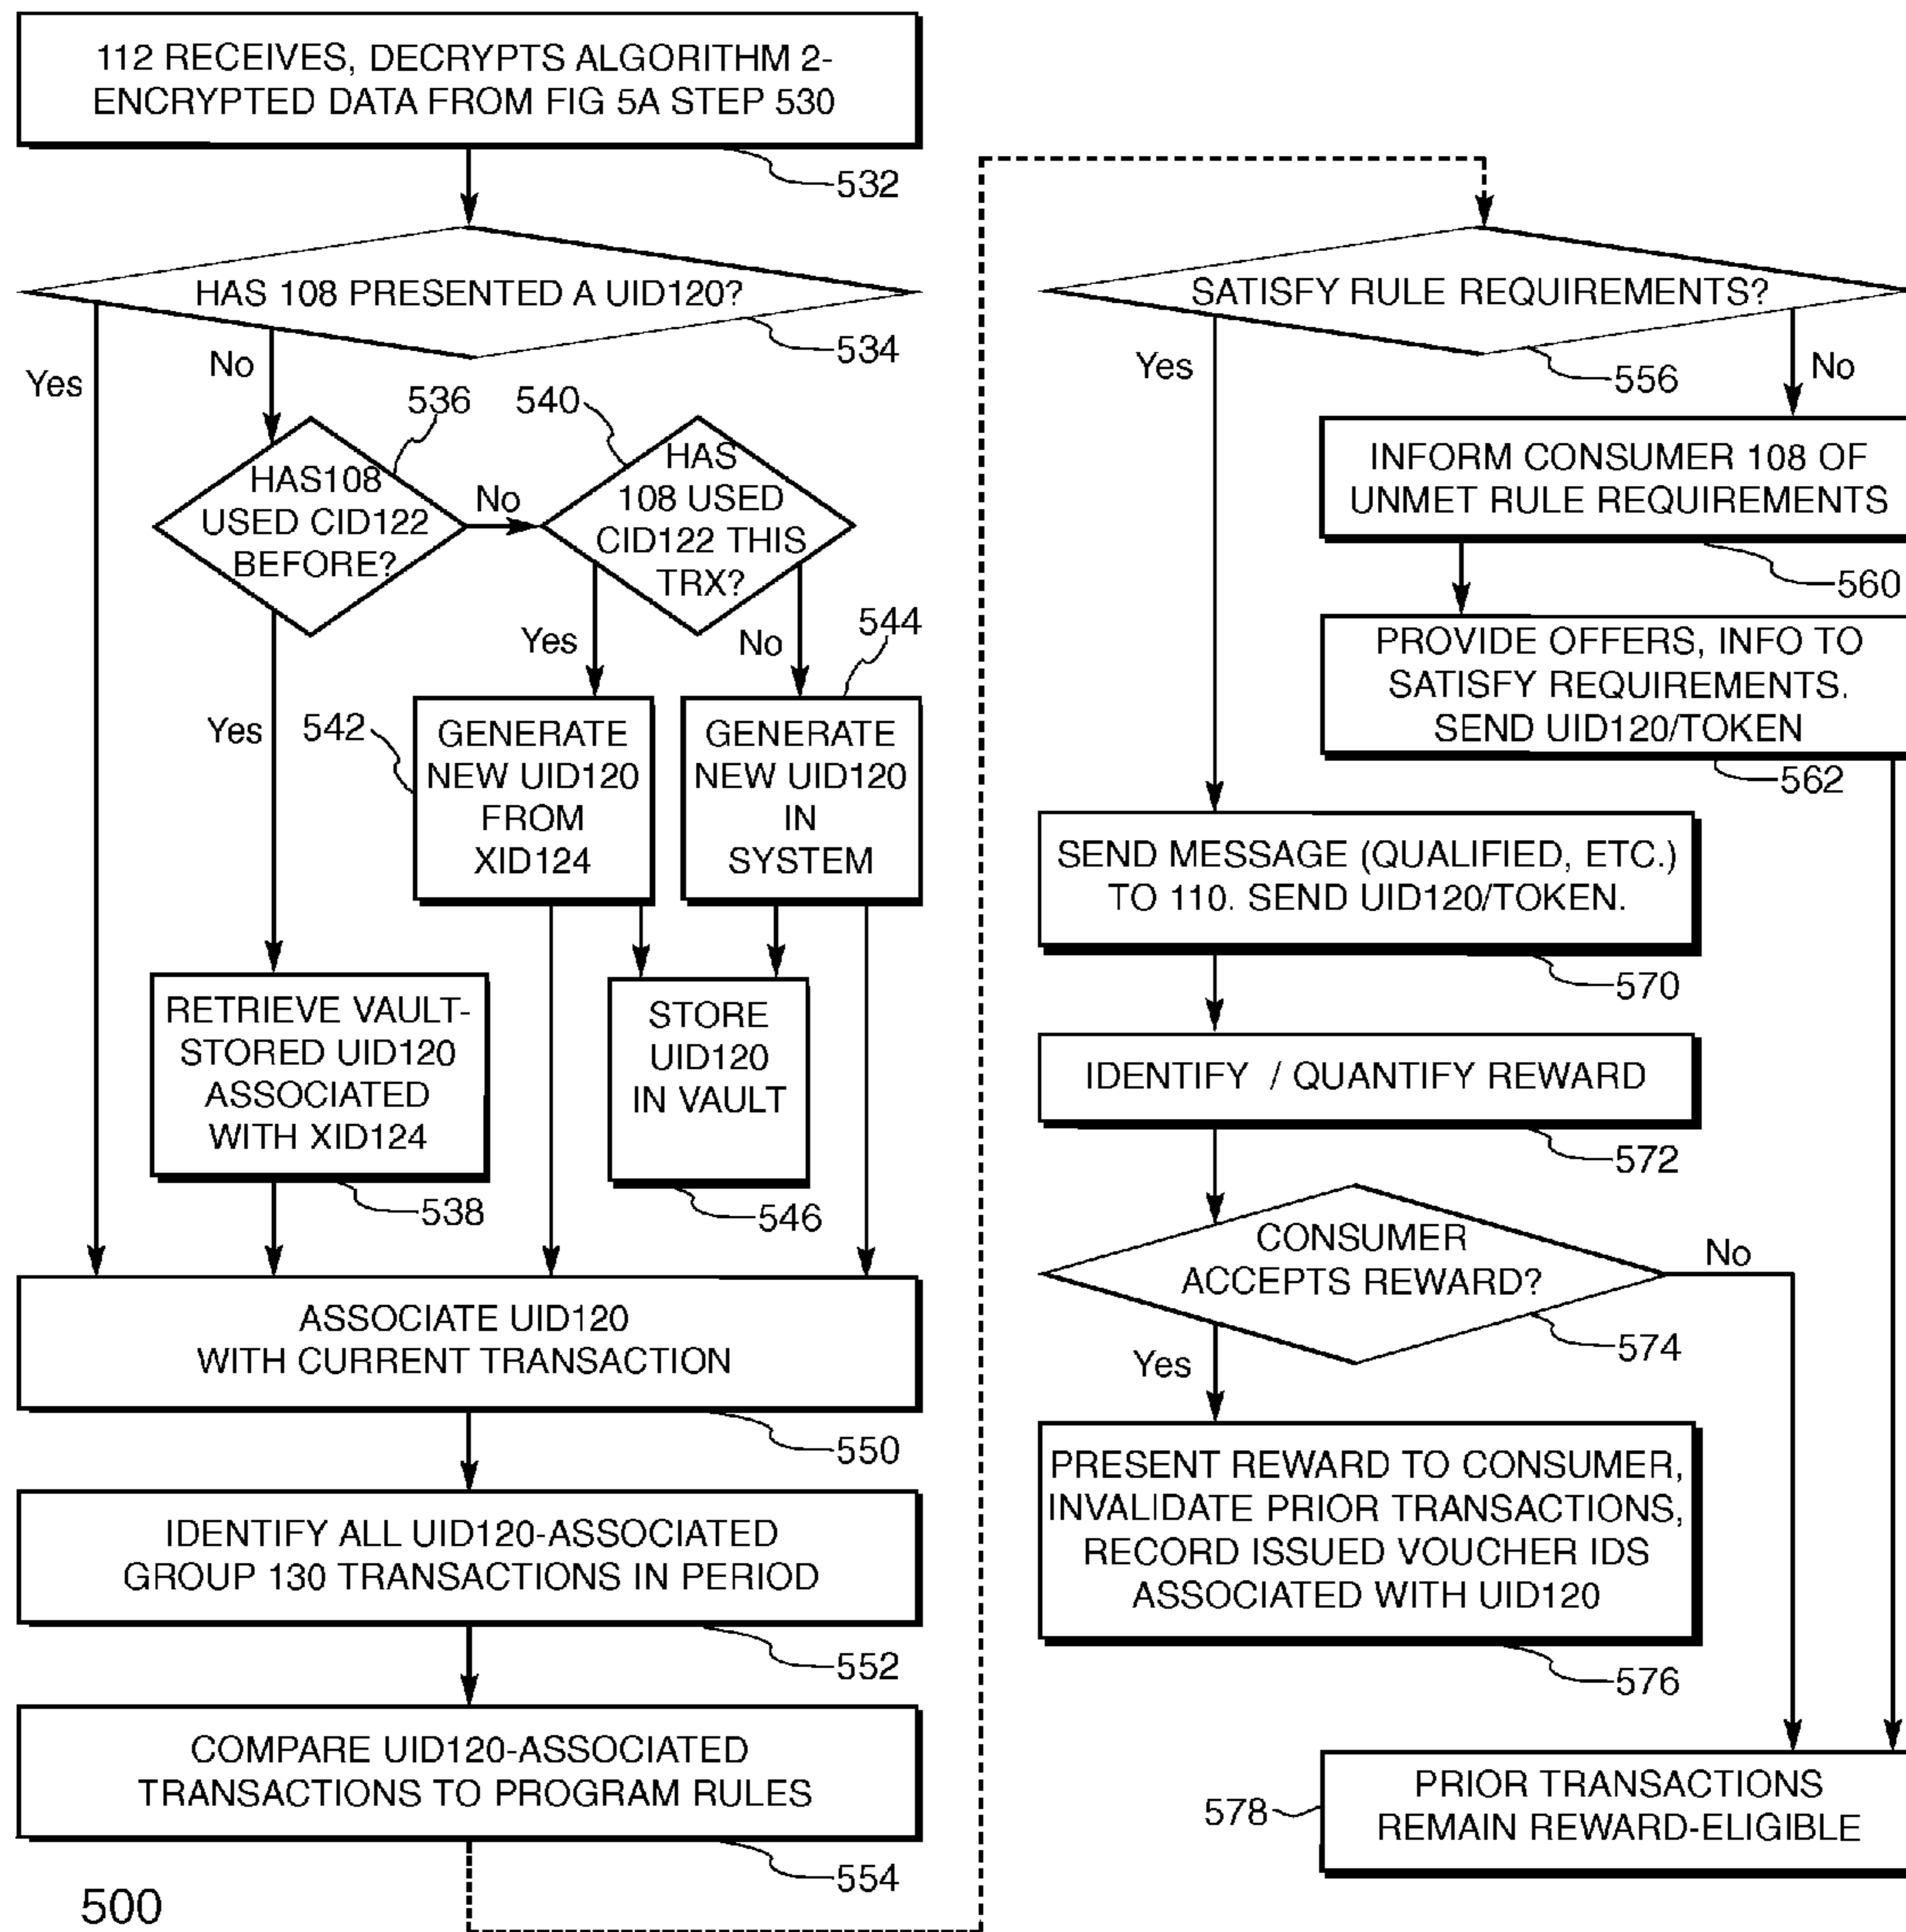 112 RECEIVES, DECRYPTS ALGORITHM 2-
ENCRYPTED DATA FROM FIG 5A STEP 530
532
HAS 108 PRESENTED A UID120?
534
Yes
No
536
HAS108
USED CID122
BEFORE?
No
540
HAS
108 USED
CID122 THIS
TRX?
Yes
No
544
Yes
542
GENERATE
NEW UID120
FROM
XID124
GENERATE
NEW UID120
IN
SYSTEM
RETRIEVE VAULT-
STORED UID120
ASSOCIATED
WITH XID124
538
STORE
UID120
IN VAULT
546
ASSOCIATE UID120
WITH CURRENT TRANSACTION
550
IDENTIFY ALL UID120-ASSOCIATED
GROUP 130 TRANSACTIONS IN PERIOD
552
COMPARE UID120-ASSOCIATED
TRANSACTIONS TO PROGRAM RULES
554
500
SATISFY RULE REQUIREMENTS?
556
Yes
No
INFORM CONSUMER 108 OF
UNMET RULE REQUIREMENTS
560
PROVIDE OFFERS, INFO TO
SATISFY REQUIREMENTS.
SEND UID120/TOKEN
562
SEND MESSAGE (QUALIFIED, ETC.)
TO 110. SEND UID120/TOKEN.
570
IDENTIFY / QUANTIFY REWARD
572
CONSUMER
ACCEPTS REWARD?
574
No
Yes
PRESENT REWARD TO CONSUMER,
INVALIDATE PRIOR TRANSACTIONS,
RECORD ISSUED VOUCHER IDS
ASSOCIATED WITH UID120
576
PRIOR TRANSACTIONS
REMAIN REWARD-ELIGIBLE
578